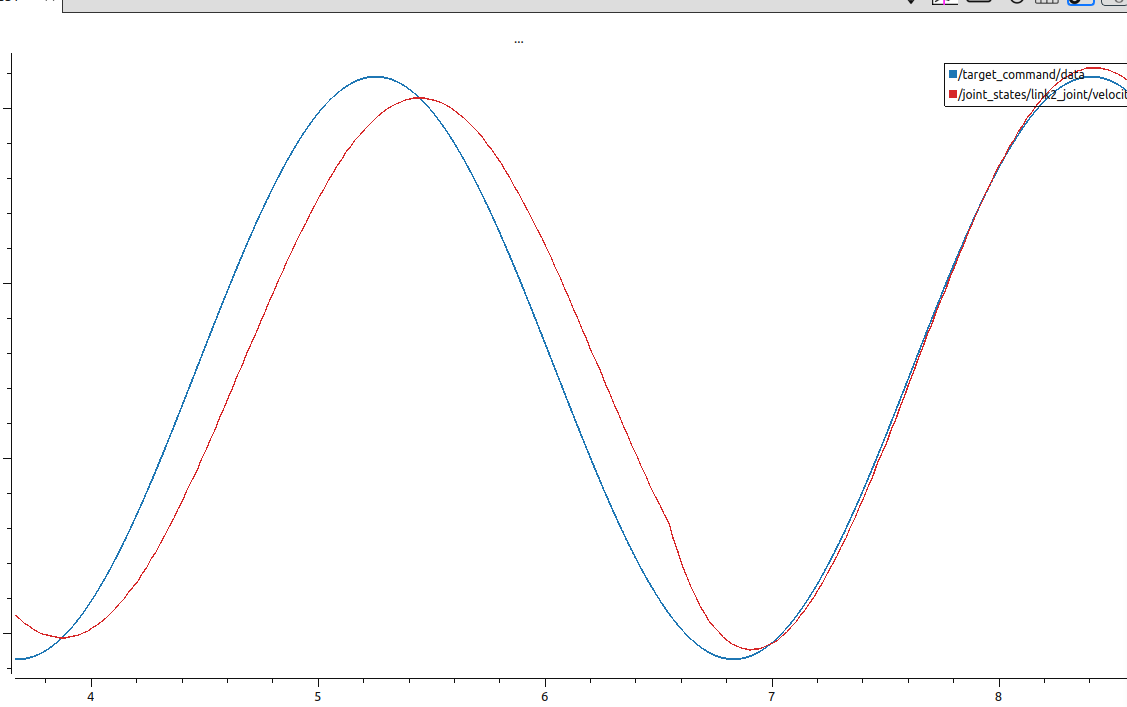 ...
/target_command/data
/joint_states/link2_joint/velocit
4 5 6 7 8